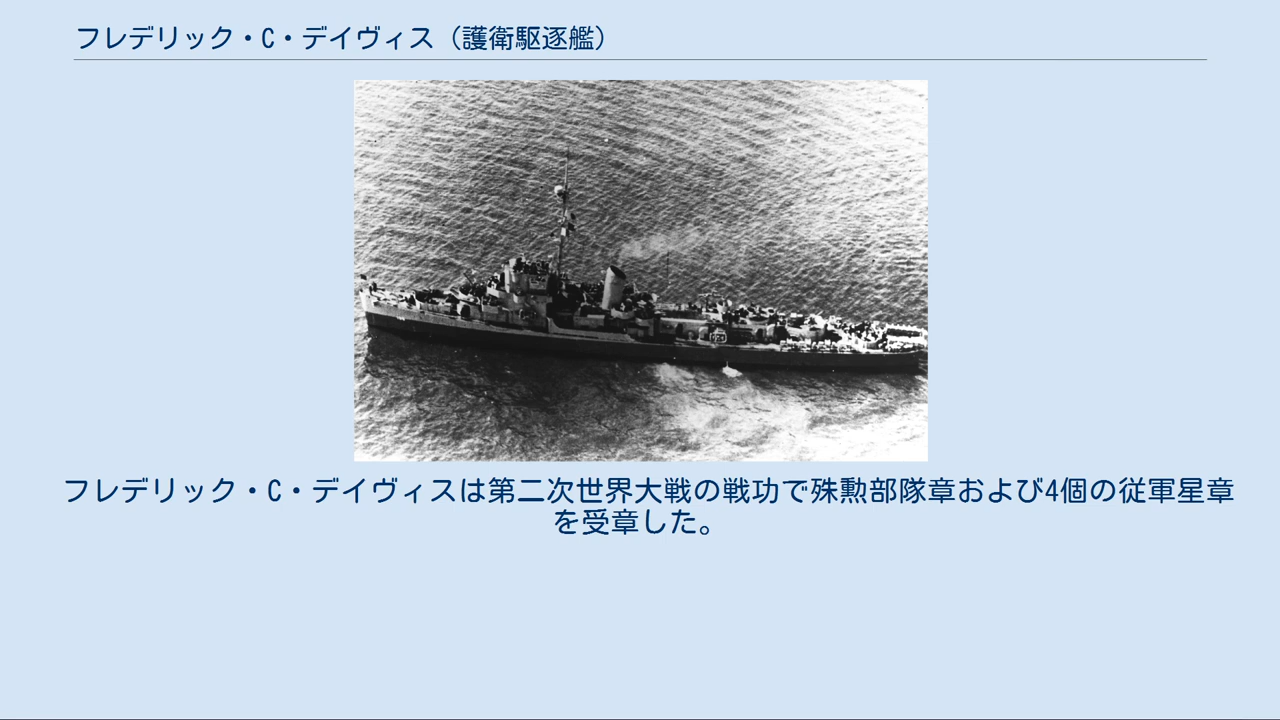 フレデリック・C・デイヴィス（護衛駆逐艦）
フレデリック・C・デイヴィスは第二次世界大戦の戦功で殊勲部隊章および4個の従軍星章
を受章した。